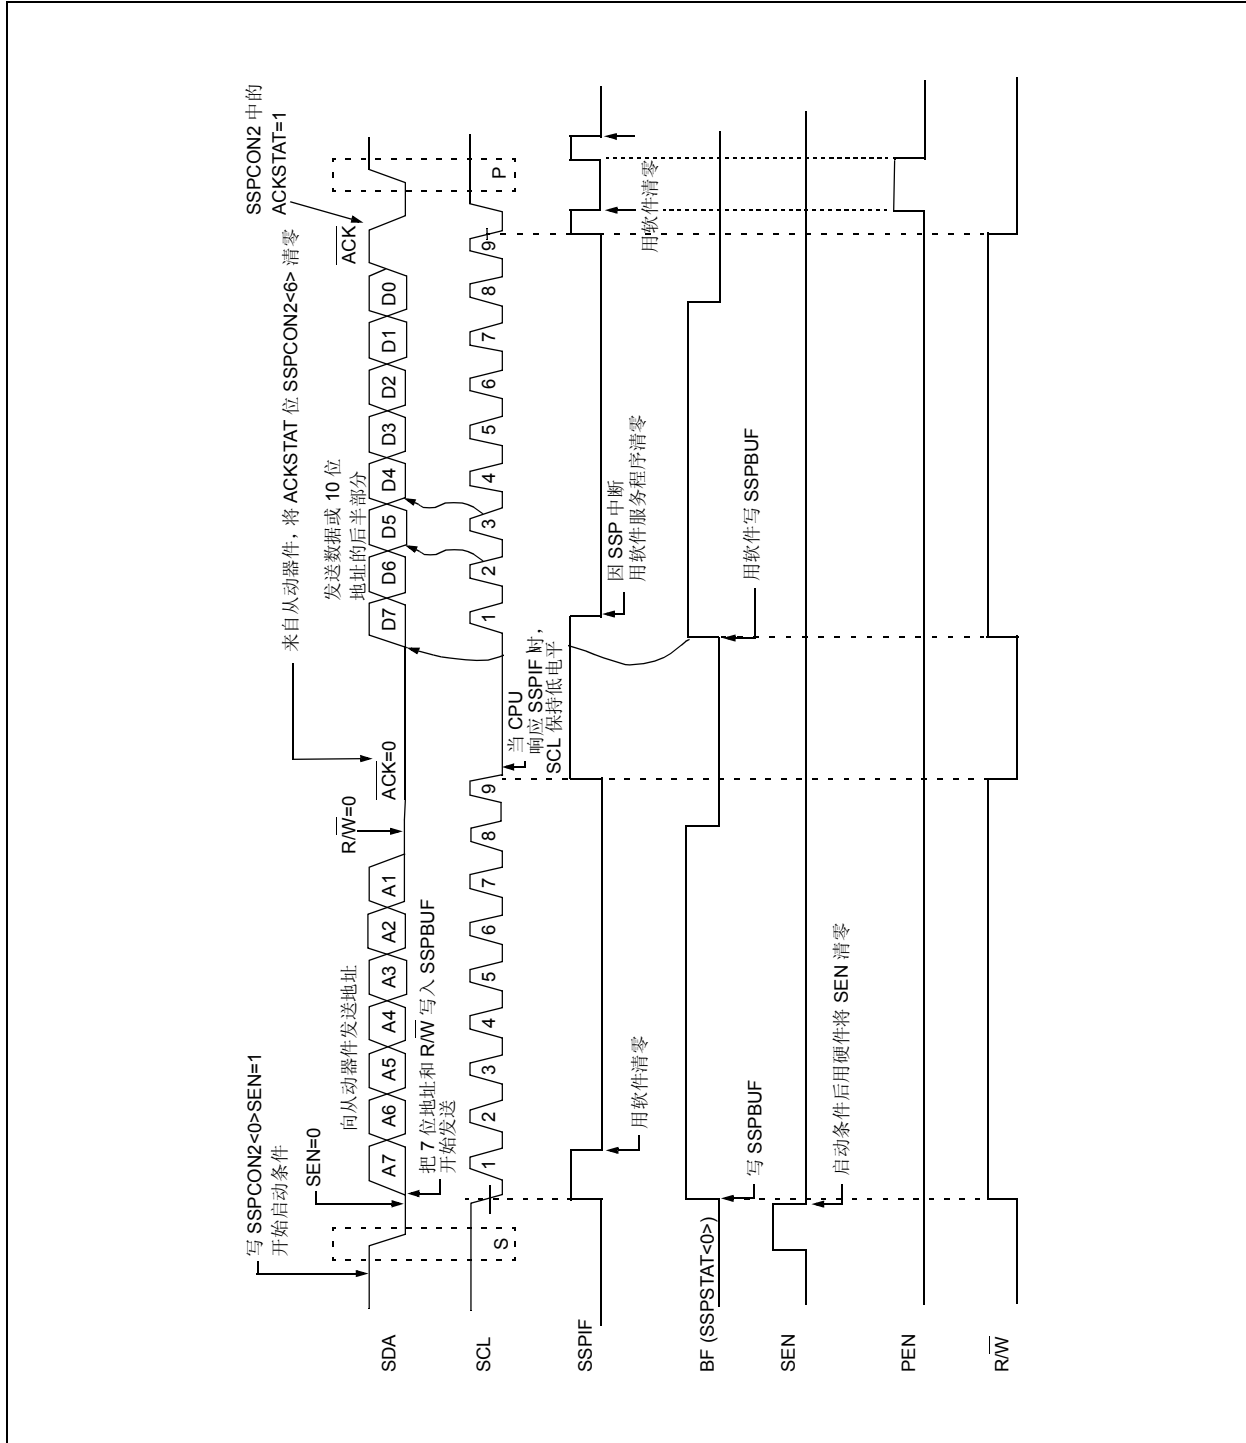 写 SSPCON2<0>SEN=1
开始启动条件
SEN=0
向从动器件发送地址
把 7 位地址和 R/W̅ 写入 SSPBUF
开始发送
R/W̅=0
来自从动器件，将 ACKSTAT 位 SSPCON2<6> 清零
A̅C̅K̅=0
发送数据或 10 位
地址的后半部分
SSPCON2 中的
ACKSTAT=1
A̅C̅K̅
SDA
A7 A6 A5 A4 A3 A2 A1
D7 D6 D5 D4 D3 D2 D1 D0
SCL
S
1 2 3 4 5 6 7 8 9
1 2 3 4 5 6 7 8 9
P
当 CPU
响应 SSPIF 时，
SCL 保持低电平
SSPIF
用软件清零
因 SSP 中断
用软件服务程序清零
用软件清零
BF (SSPSTAT<0>)
写 SSPBUF
用软件写 SSPBUF
SEN
启动条件后用硬件将 SEN 清零
PEN
R/W̅